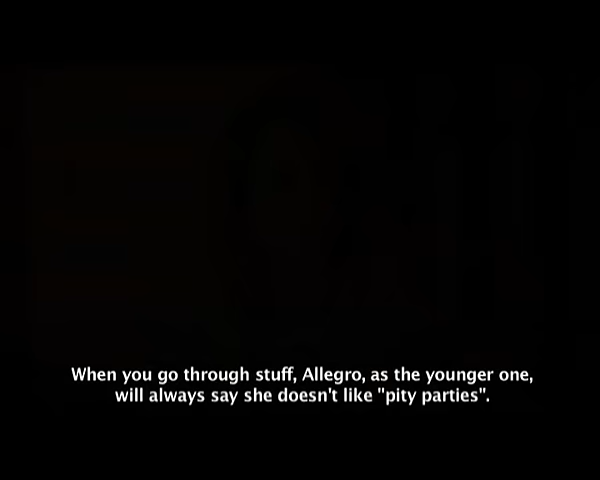 When you go through stuff, Allegro, as the younger one,
will always say she doesn't like "pity parties".